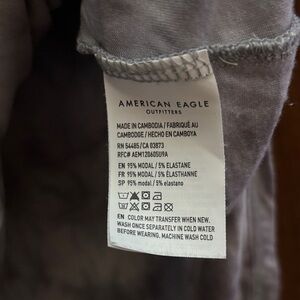 AMERICAN EAGLE
OUTFITTERS
MADE IN CAMBODIA / FABRIQUÉ AU
CAMBODGE / HECHO EN CAMBOYA
RN 54485/CA 03873
RFC# AEM12060509A
EN 95% modal / 5% elastane
FR 95% modal / 5% élasthanne
SP 95% modal / 5% elastano
EN COLOR MAY TRANSFER WHEN NEW.
WASH ONCE SEPARATELY IN COLD WATER
BEFORE WEARING. MACHINE WASH COLD